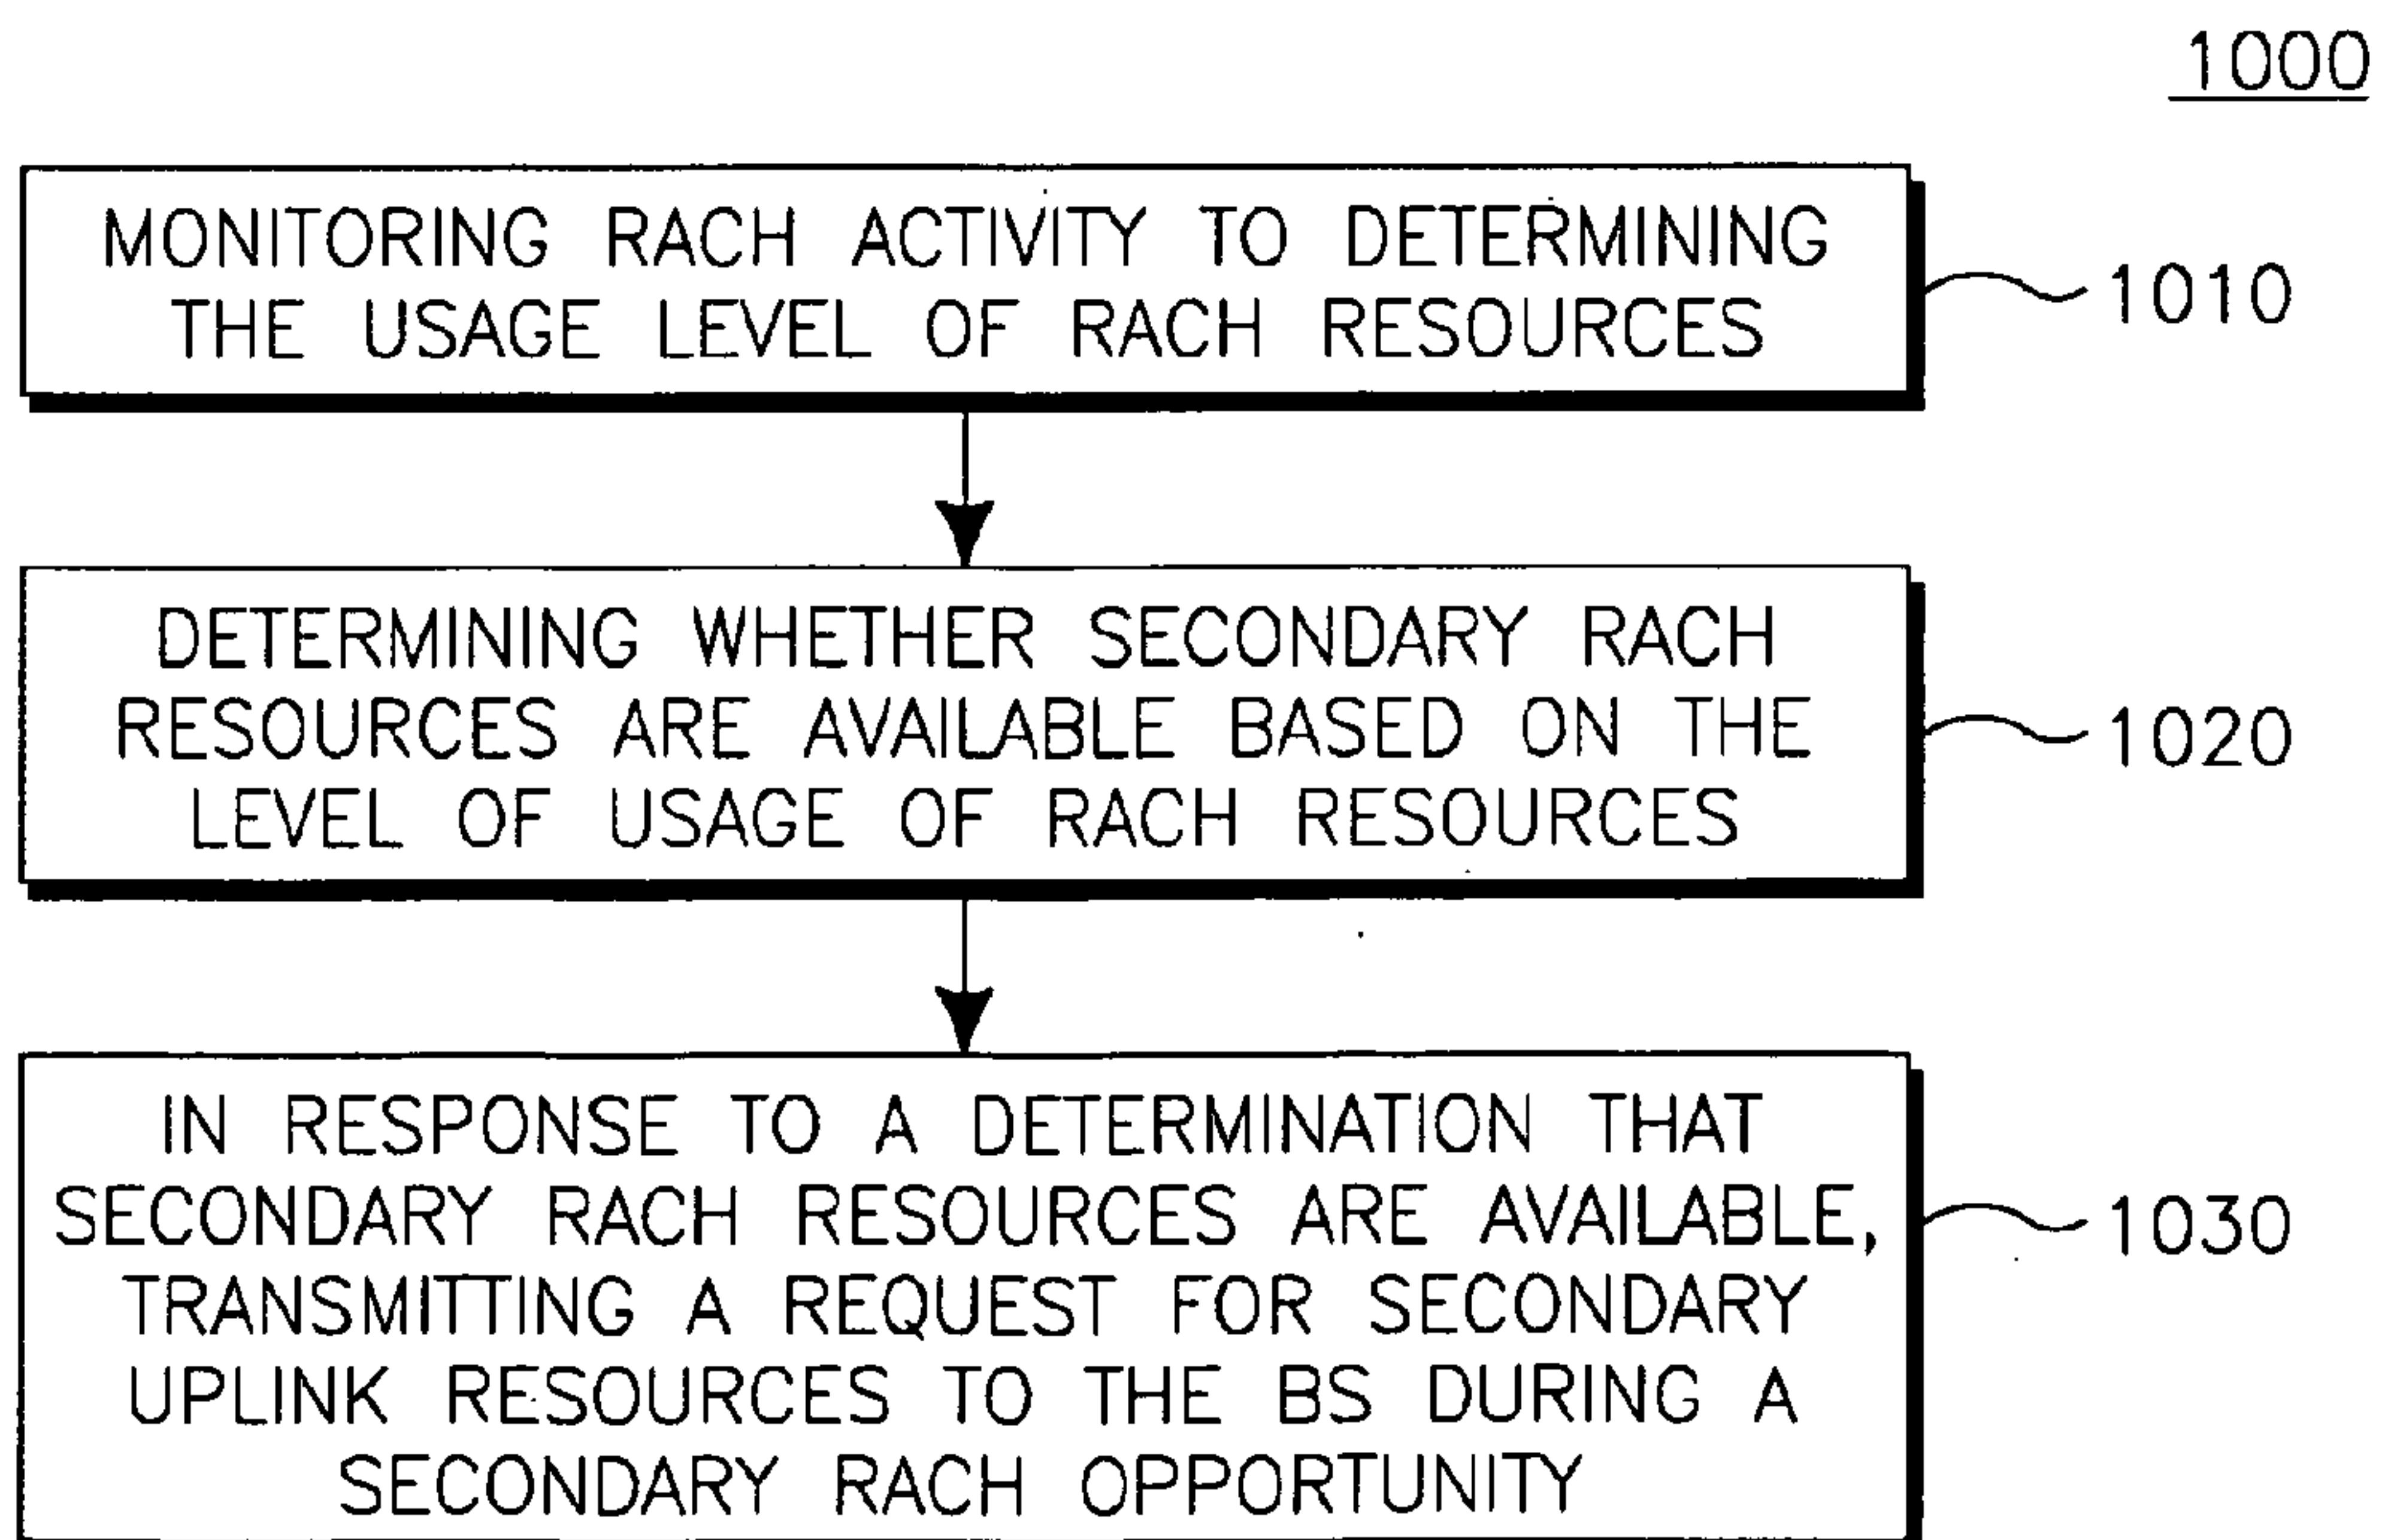 1000
MONITORING RACH ACTIVITY TO DETERMINING
THE USAGE LEVEL OF RACH RESOURCES
1010
DETERMINING WHETHER SECONDARY RACH
RESOURCES ARE AVAILABLE BASED ON THE
LEVEL OF USAGE OF RACH RESOURCES
1020
IN RESPONSE TO A DETERMINATION THAT
SECONDARY RACH RESOURCES ARE AVAILABLE,
TRANSMITTING A REQUEST FOR SECONDARY
UPLINK RESOURCES TO THE BS DURING A
SECONDARY RACH OPPORTUNITY
1030